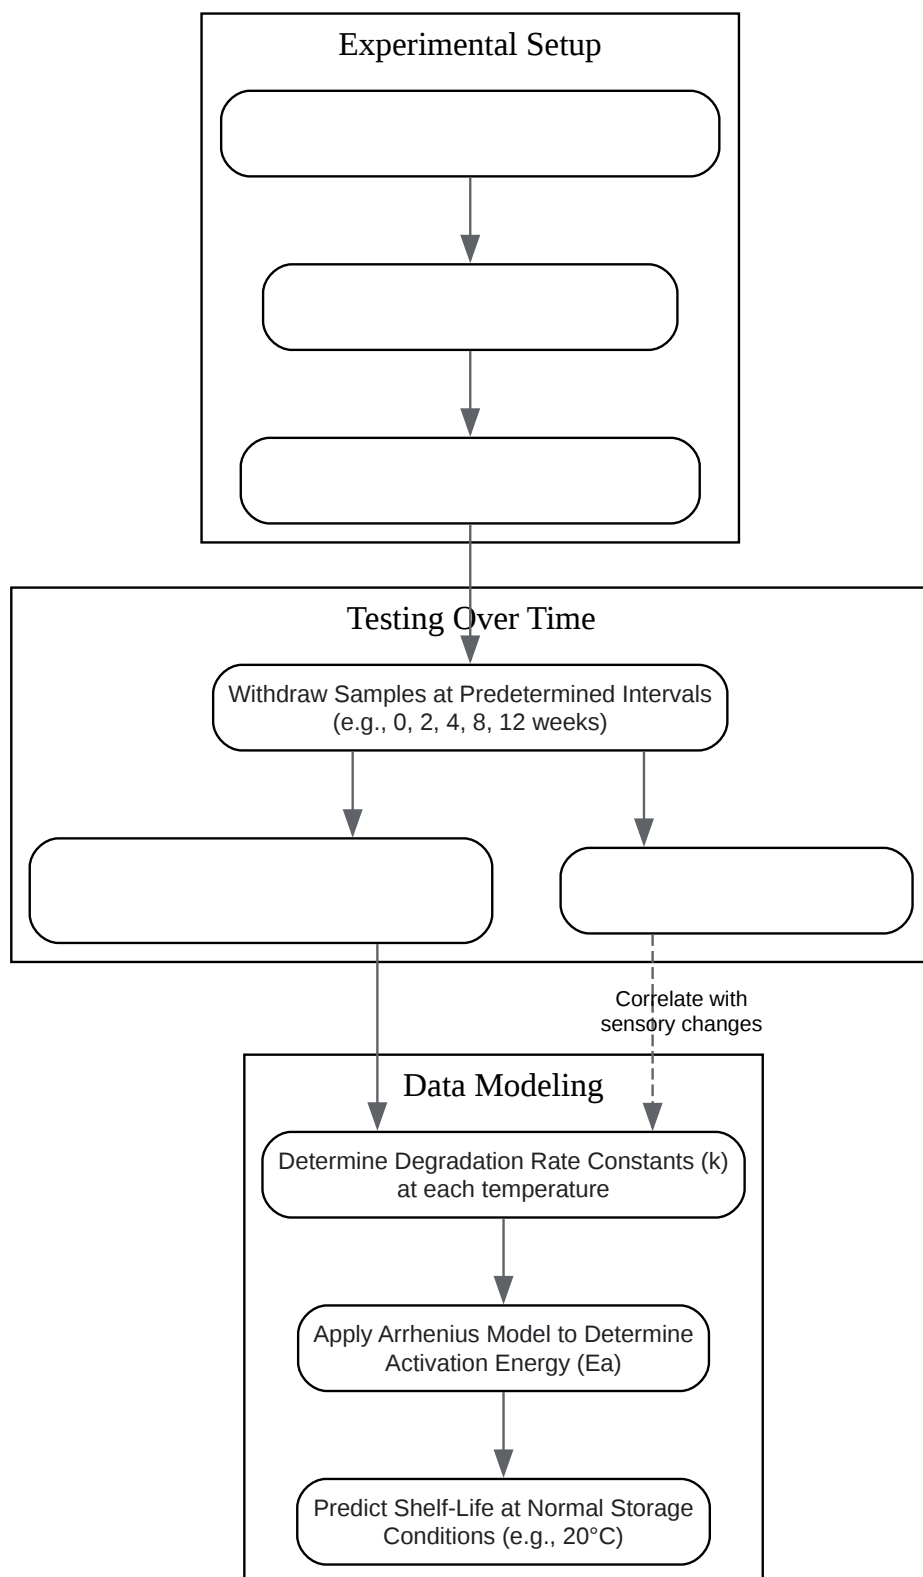 Experimental Setup
Testing Over Time
Withdraw Samples at Predetermined Intervals
(e.g., 0, 2, 4, 8, 12 weeks)
Correlate with
sensory changes
Data Modeling
Determine Degradation Rate Constants (k)
at each temperature
Apply Arrhenius Model to Determine
Activation Energy (Ea)
Predict Shelf-Life at Normal Storage
Conditions (e.g., 20°C)